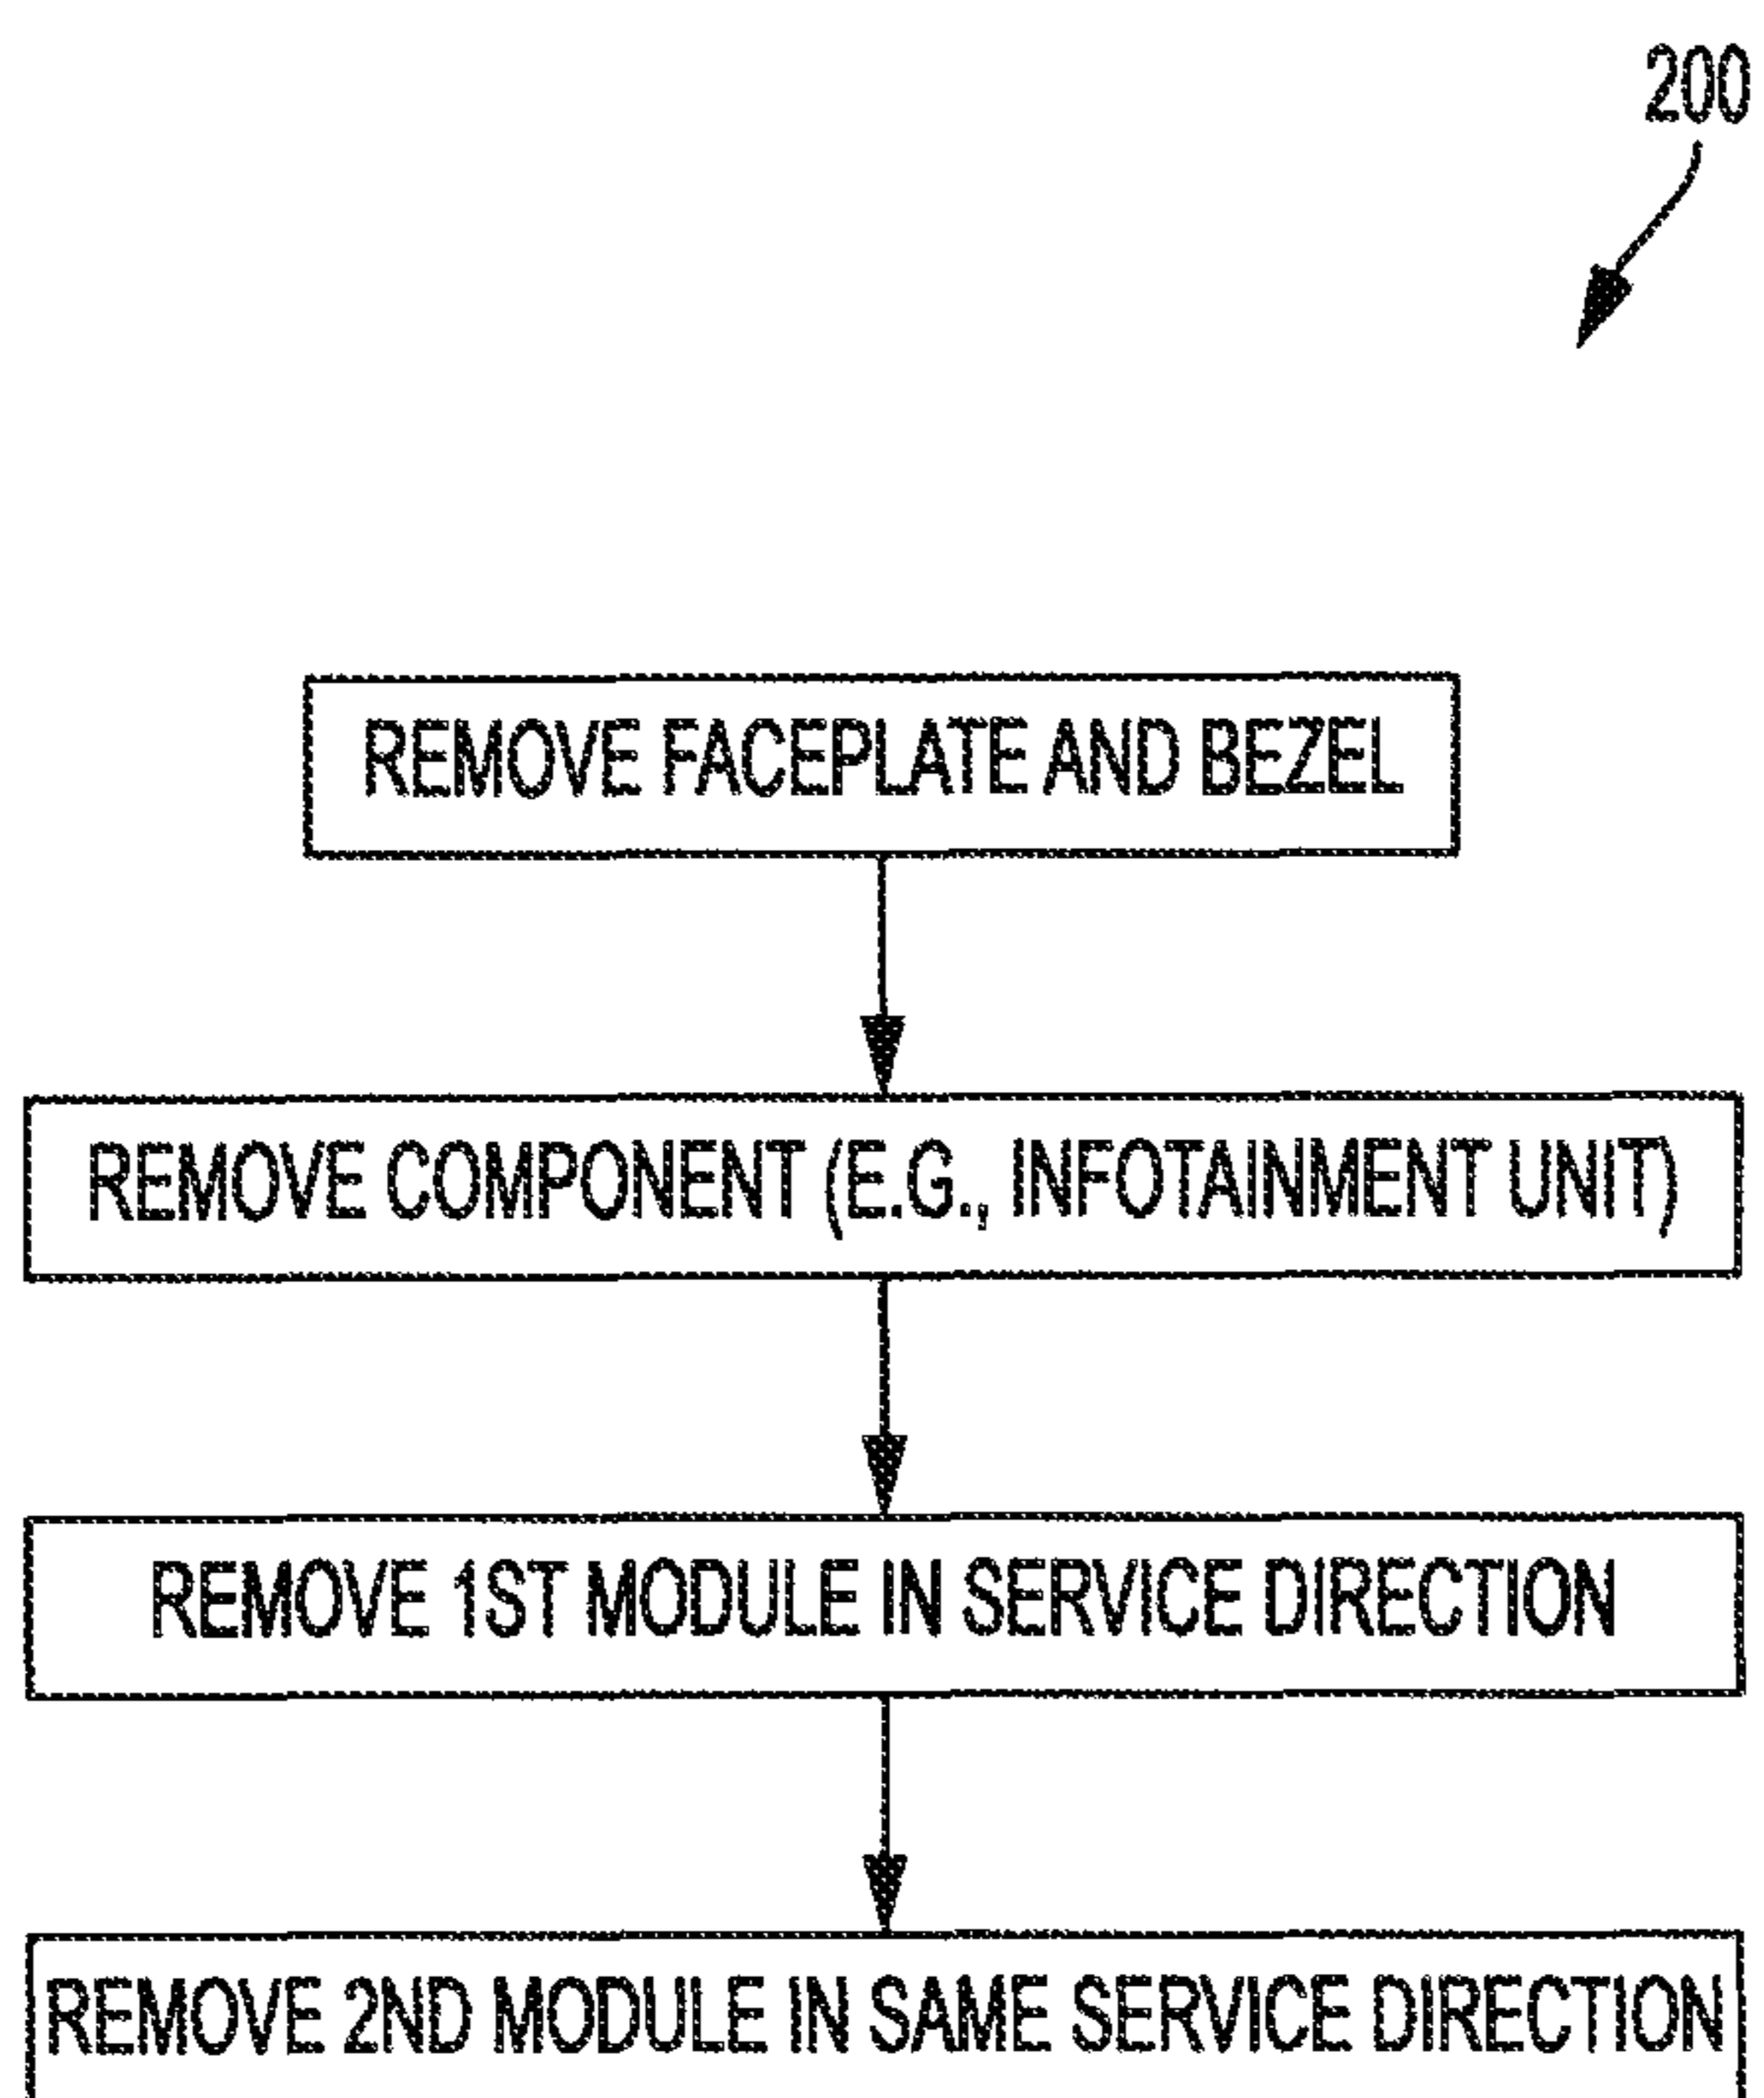 200
REMOVE FACEPLATE AND BEZEL
REMOVE COMPONENT (E.G., INFOTAINMENT UNIT)
REMOVE 1ST MODULE IN SERVICE DIRECTION
REMOVE 2ND MODULE IN SAME SERVICE DIRECTION